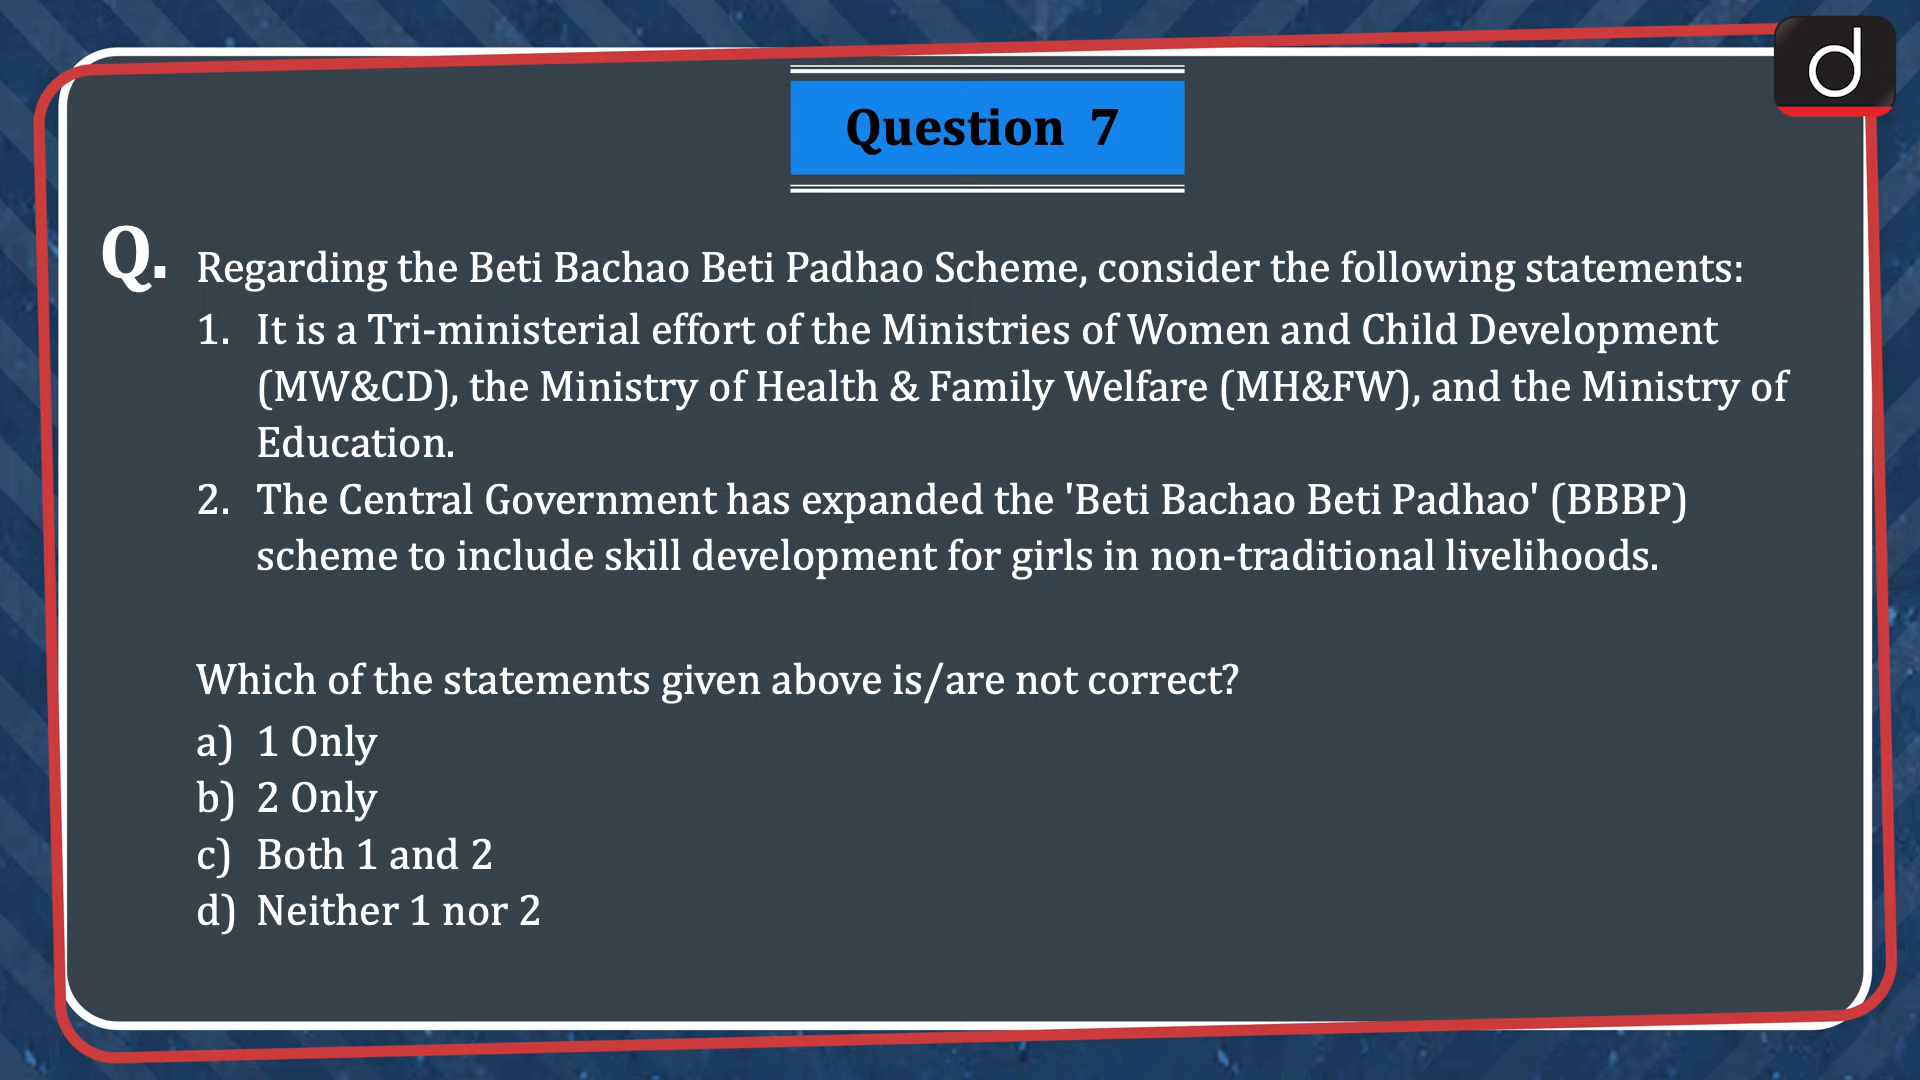 d
Question 7
Q. Regarding the Beti Bachao Beti Padhao Scheme, consider the following statements:
1. It is a Tri-ministerial effort of the Ministries of Women and Child Development
(MW&CD), the Ministry of Health & Family Welfare (MH&FW), and the Ministry of
Education.
2. The Central Government has expanded the 'Beti Bachao Beti Padhao' (BBBP)
scheme to include skill development for girls in non-traditional livelihoods.
Which of the statements given above is/are not correct?
a) 1 Only
b) 2 Only
c) Both 1 and 2
d) Neither 1 nor 2